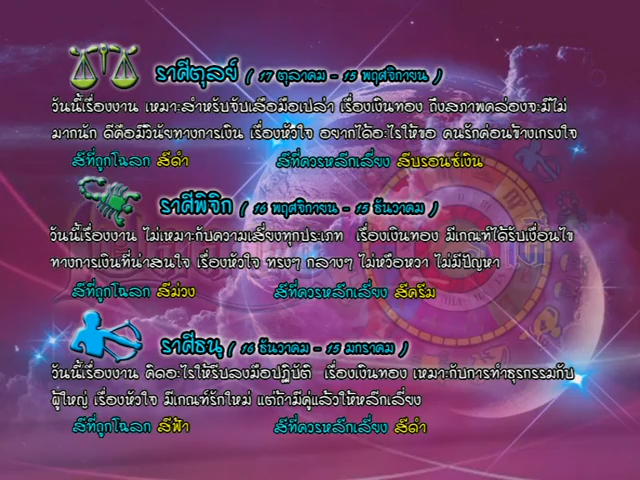 ราศีตุลย์ ( 17 ตุลาคม - 15 พฤศจิกายน )
วันนี้เรื่องงาน เหมาะสำหรับจับเสือมือเปล่า เรื่องเงินทอง ถึงสภาพคล่องจะมีไม่
มากนัก ดีคือมีวินัยทางการเงิน เรื่องหัวใจ อยากได้อะไรให้ขอ คนรักค่อนข้างเกรงใจ
สีที่ถูกโฉลก สีดำ สีที่ควรหลีกเลี่ยง สีบรอนซ์เงิน
ราศีพิจิก ( 16 พฤศจิกายน - 15 ธันวาคม )
วันนี้เรื่องงาน ไม่เหมาะกับความเสี่ยงทุกประเภท เรื่องเงินทอง มีเกณฑ์ได้รับเงื่อนไข
ทางการเงินที่น่าสนใจ เรื่องหัวใจ ทรงๆ กลางๆ ไม่หวือหวา ไม่มีปัญหา
สีที่ถูกโฉลก สีม่วง สีที่ควรหลีกเลี่ยง สีครีม
ราศีธนู ( 16 ธันวาคม - 15 มกราคม )
วันนี้เรื่องงาน คิดอะไรให้รีบลงมือปฏิบัติ เรื่องเงินทอง เหมาะกับการทำธุรกรรมกับ
ผู้ใหญ่ เรื่องหัวใจ มีเกณฑ์รักใหม่ แต่ถ้ามีคู่แล้วให้หลีกเลี่ยง
สีที่ถูกโฉลก สีฟ้า สีที่ควรหลีกเลี่ยง สีดำ